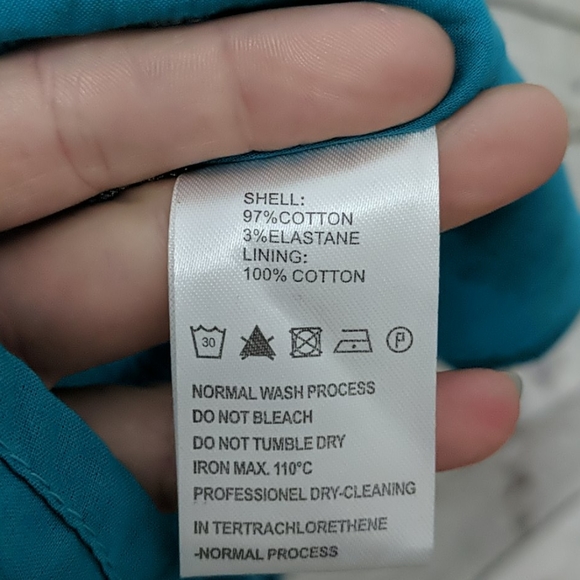 SHELL:
97%COTTON
3%ELASTANE
LINING:
100% COTTON
30 P
NORMAL WASH PROCESS
DO NOT BLEACH
DO NOT TUMBLE DRY
IRON MAX. 110°C
PROFESSIONEL DRY-CLEANING
IN TERTRACHLORETHENE
-NORMAL PROCESS